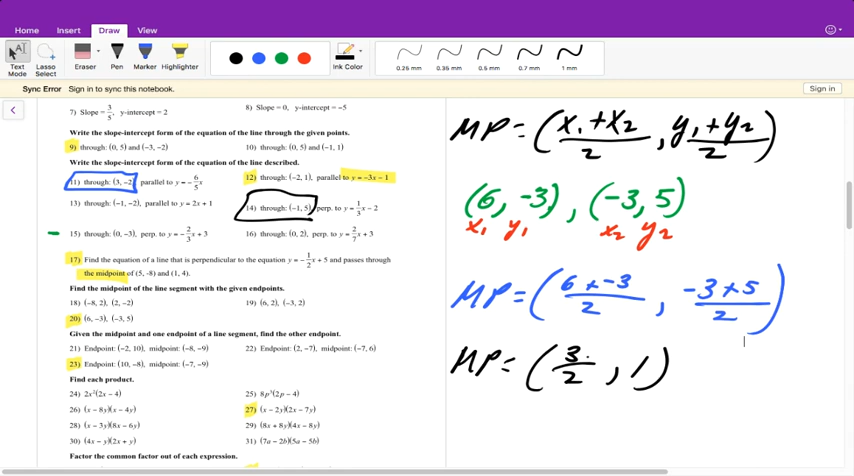 Home Insert Draw View
Text Mode Lasso Select Eraser Pen Marker Highlighter Ink Color 0.25 mm 0.35 mm 0.5 mm 0.7 mm 1 mm
Sync Error Sign in to sync this notebook. Sign in
7) Slope = 3/5, y-intercept = 2
8) Slope = 0, y-intercept = −5
Write the slope-intercept form of the equation of the line through the given points.
9) through: (0, 5) and (−3, −2)
10) through: (0, 5) and (−1, 1)
Write the slope-intercept form of the equation of the line described.
11) through: (3, −2), parallel to y = −6/5x
12) through: (−2, 1), parallel to y = −3x − 1
13) through: (−1, −2), parallel to y = 2x + 1
14) through: (−1, 5), perp. to y = 1/3x − 2
15) through: (0, −3), perp. to y = −2/3x + 3
16) through: (0, 2), perp. to y = 2/7x + 3
17) Find the equation of a line that is perpendicular to the equation y = −1/2x + 5 and passes through
the midpoint of (5, -8) and (1, 4).
Find the midpoint of the line segment with the given endpoints.
18) (−8, 2), (2, −2)
19) (6, 2), (−3, 2)
20) (6, −3), (−3, 5)
Given the midpoint and one endpoint of a line segment, find the other endpoint.
21) Endpoint: (−2, 10), midpoint: (−8, −9)
22) Endpoint: (2, −7), midpoint: (−7, 6)
23) Endpoint: (10, −8), midpoint: (−7, −9)
Find each product.
24) 2x²(2x − 4)
25) 8p³(2p − 4)
26) (x − 8y)(x − 4y)
27) (x − 2y)(2x − 7y)
28) (x − 3y)(8x − 6y)
29) (8x + 8y)(4x − 8y)
30) (4x − y)(2x + y)
31) (7a − 2b)(5a − 5b)
Factor the common factor out of each expression.
MP = (x₁ + x₂/2, y₁ + y₂/2)
(6, -3), (-3, 5)
x₁ y₁ x₂ y₂
MP = (6 + -3/2, -3 + 5/2)
MP = (3/2, 1)